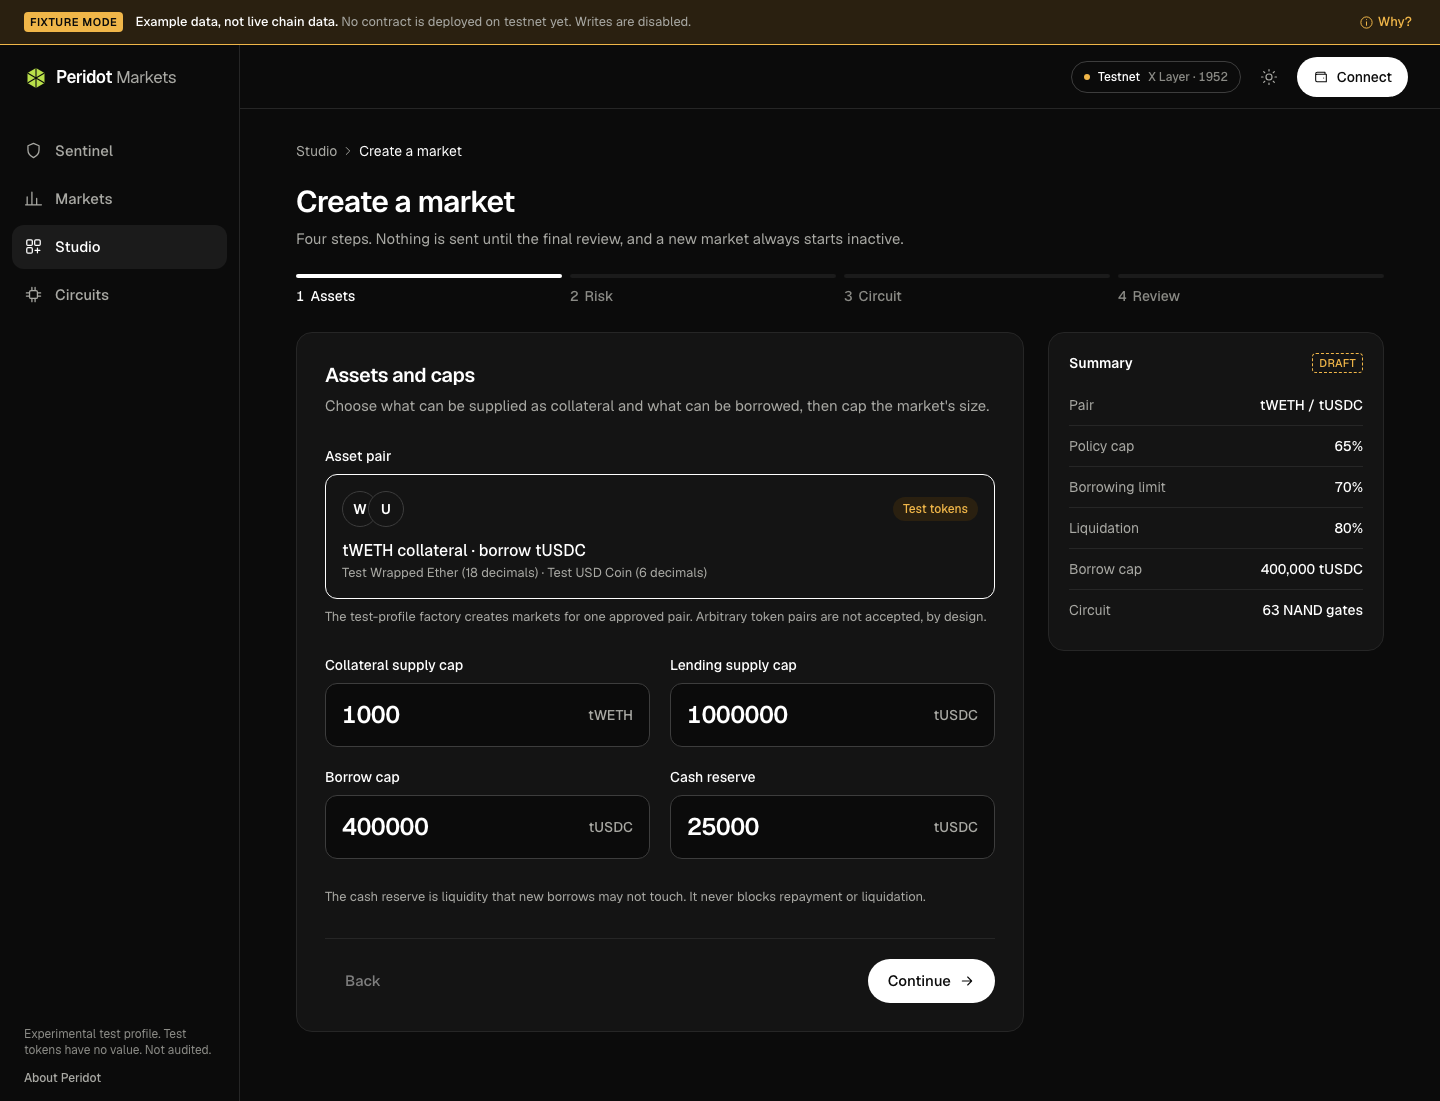 FIXTURE MODE Example data, not live chain data. No contract is deployed on testnet yet. Writes are disabled. Why?
Peridot Markets
Testnet X Layer · 1952 Connect
Sentinel
Markets
Studio
Circuits
Studio > Create a market
Create a market
Four steps. Nothing is sent until the final review, and a new market always starts inactive.
1 Assets 2 Risk 3 Circuit 4 Review
Assets and caps
Choose what can be supplied as collateral and what can be borrowed, then cap the market's size.
Asset pair
W U Test tokens
tWETH collateral · borrow tUSDC
Test Wrapped Ether (18 decimals) · Test USD Coin (6 decimals)
The test-profile factory creates markets for one approved pair. Arbitrary token pairs are not accepted, by design.
Collateral supply cap Lending supply cap
1000 tWETH 1000000 tUSDC
Borrow cap Cash reserve
400000 tUSDC 25000 tUSDC
The cash reserve is liquidity that new borrows may not touch. It never blocks repayment or liquidation.
Back Continue →
Summary DRAFT
Pair tWETH / tUSDC
Policy cap 65%
Borrowing limit 70%
Liquidation 80%
Borrow cap 400,000 tUSDC
Circuit 63 NAND gates
Experimental test profile. Test
tokens have no value. Not audited.
About Peridot